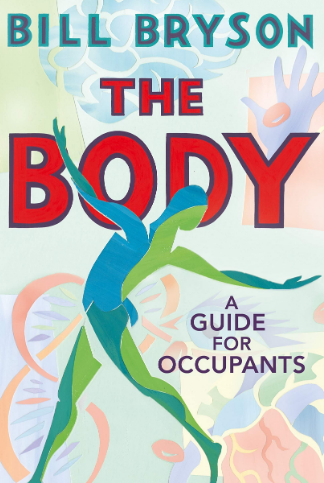 BILL BRYSON
THE
BODY
A
GUIDE
FOR
OCCUPANTS